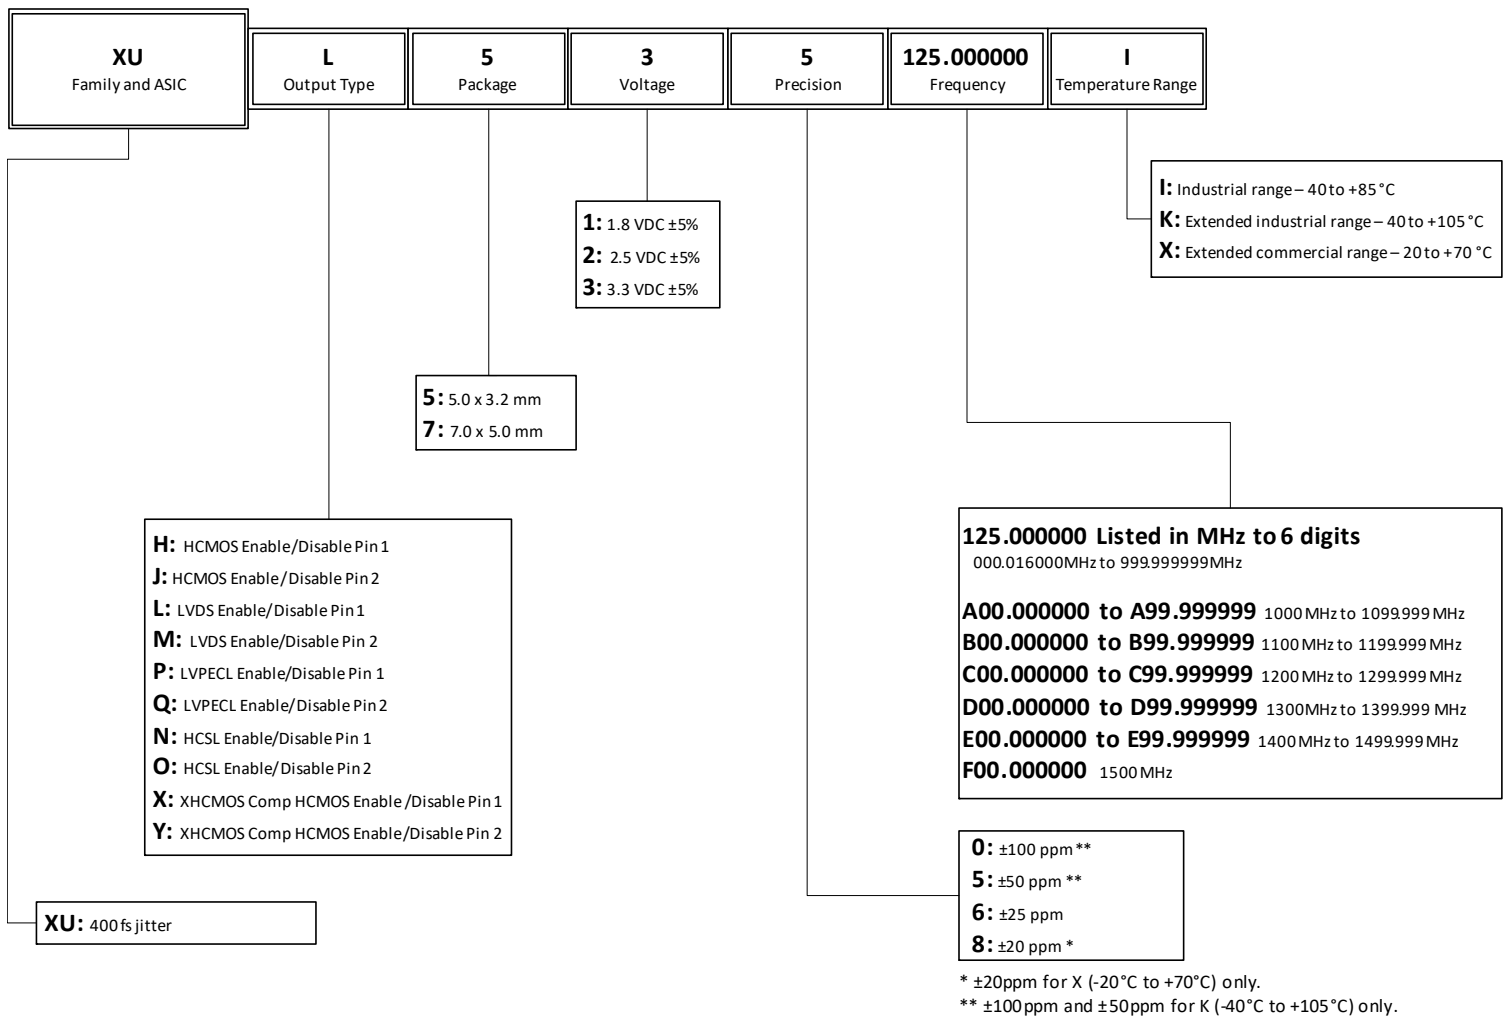 XU
Family and ASIC
L
Output Type
5
Package
3
Voltage
5
Precision
125.000000
Frequency
I
Temperature Range
I: Industrial range – 40 to +85 °C
K: Extended industrial range – 40 to +105 °C
X: Extended commercial range – 20 to +70 °C
1: 1.8 VDC ±5%
2: 2.5 VDC ±5%
3: 3.3 VDC ±5%
5: 5.0 x 3.2 mm
7: 7.0 x 5.0 mm
H: HCMOS Enable/Disable Pin 1
J: HCMOS Enable/Disable Pin 2
L: LVDS Enable/Disable Pin 1
M: LVDS Enable/Disable Pin 2
P: LVPECL Enable/Disable Pin 1
Q: LVPECL Enable/Disable Pin 2
N: HCSL Enable/Disable Pin 1
O: HCSL Enable/Disable Pin 2
X: XHCMOS Comp HCMOS Enable/Disable Pin 1
Y: XHCMOS Comp HCMOS Enable/Disable Pin 2
125.000000 Listed in MHz to 6 digits
000.016000MHz to 999.999999MHz
A00.000000 to A99.999999 1000 MHz to 1099.999 MHz
B00.000000 to B99.999999 1100 MHz to 1199.999 MHz
C00.000000 to C99.999999 1200 MHz to 1299.999 MHz
D00.000000 to D99.999999 1300MHz to 1399.999 MHz
E00.000000 to E99.999999 1400 MHz to 1499.999 MHz
F00.000000 1500 MHz
0: ±100 ppm **
5: ±50 ppm **
6: ±25 ppm
8: ±20 ppm *
XU: 400 fs jitter
* ±20ppm for X (-20°C to +70°C) only.
** ±100ppm and ±50ppm for K (-40°C to +105°C) only.